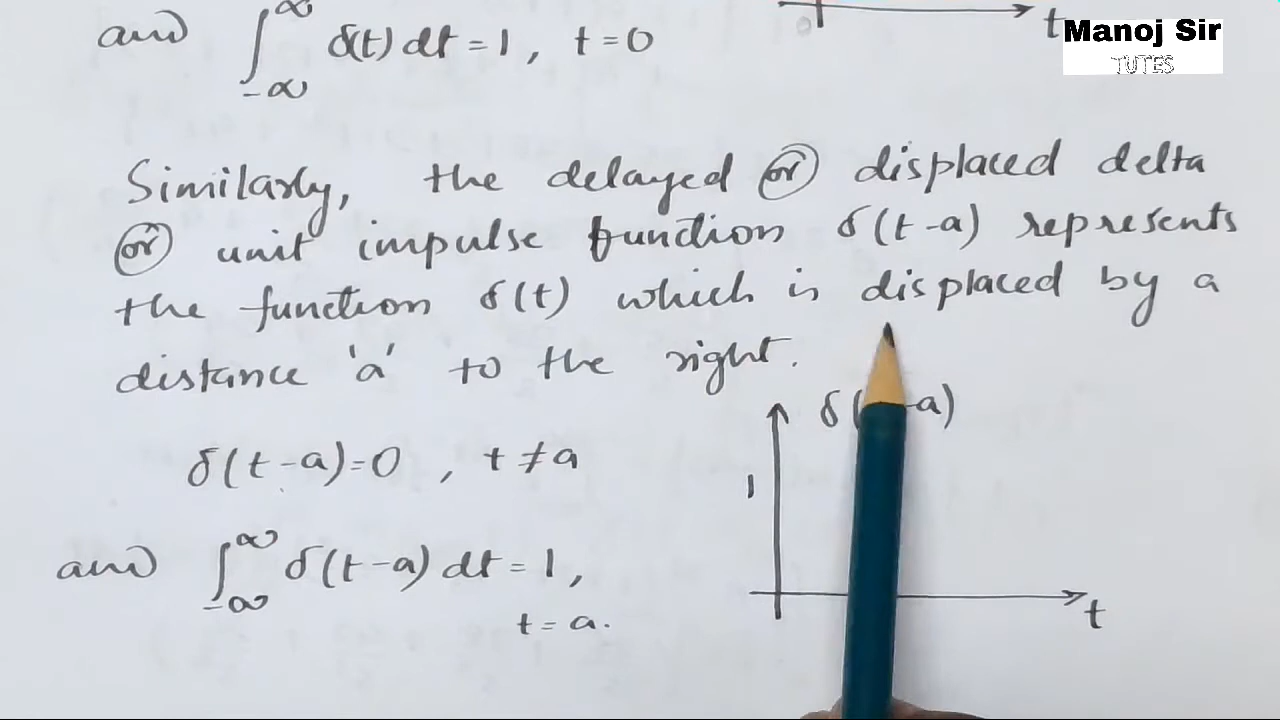 and ∫_{-∞}^{∞} δ(t) dt = 1, t = 0
0
t
Manoj Sir
TUTES
Similarly, the delayed (or) displaced delta
(or) unit impulse function δ(t-a) represents
the function δ(t) which is displaced by a
distance 'a' to the right.
δ( -a)
δ(t-a)=0 , t≠a
1
and ∫_{-∞}^{∞} δ(t-a) dt = 1,
t = a.
t